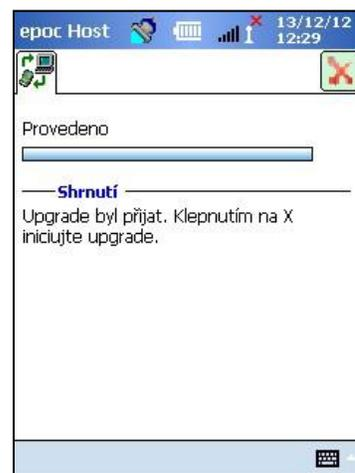 epoc Host 13/12/12
12:29
Provedeno
Shrnutí
Upgrade byl přijat. Klepnutím na X
iniciujte upgrade.